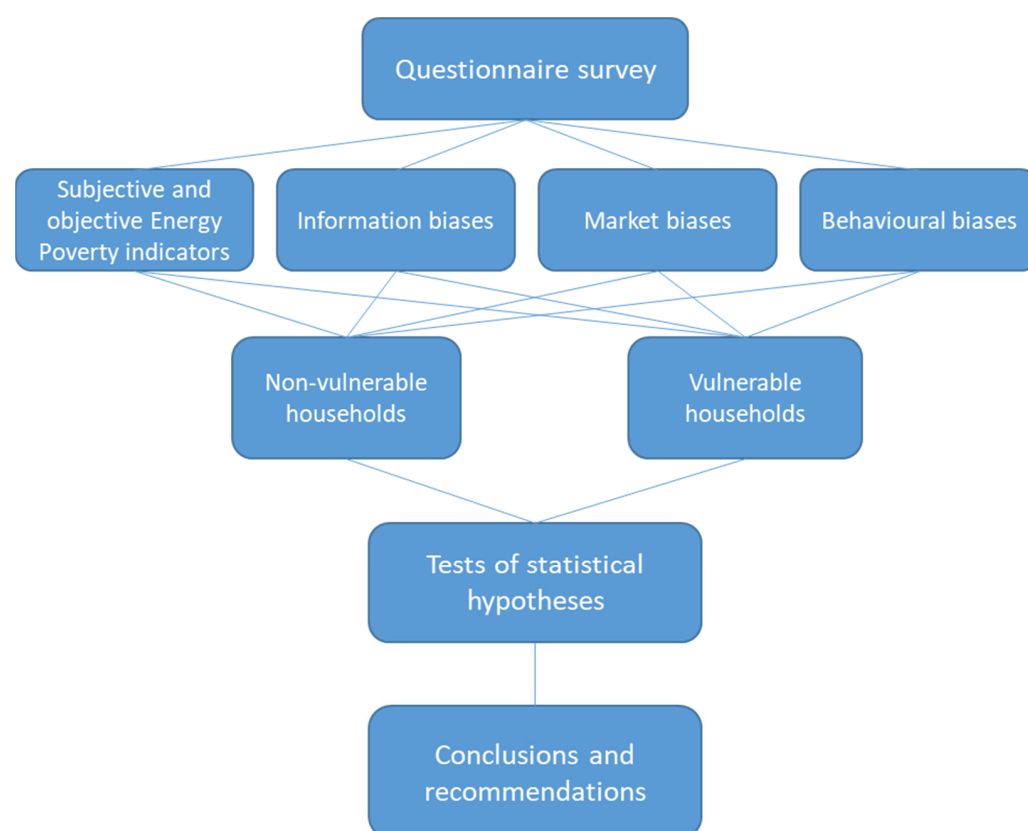 Questionnaire survey
Subjective and
objective Energy
Poverty indicators
Information biases
Market biases
Behavioural biases
Non-vulnerable
households
Vulnerable
households
Tests of statistical
hypotheses
Conclusions and
recommendations